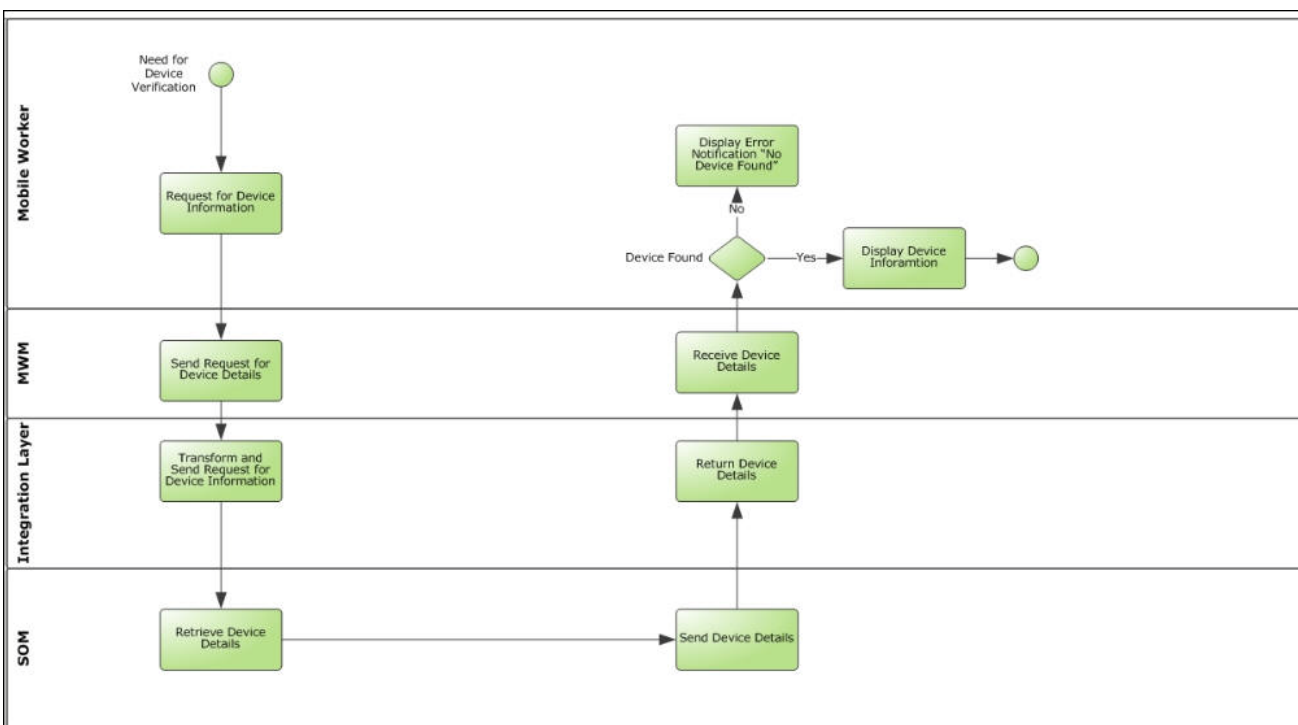 Mobile Worker
Need for
Device
Verification
Request for Device
Information
Display Error
Notification "No
Device Found"
No
Device Found
Yes
Display Device
Inforamtion
MWM
Send Request for
Device Details
Receive Device
Details
Integration Layer
Transform and
Send Request for
Device Information
Return Device
Details
SOM
Retrieve Device
Details
Send Device Details